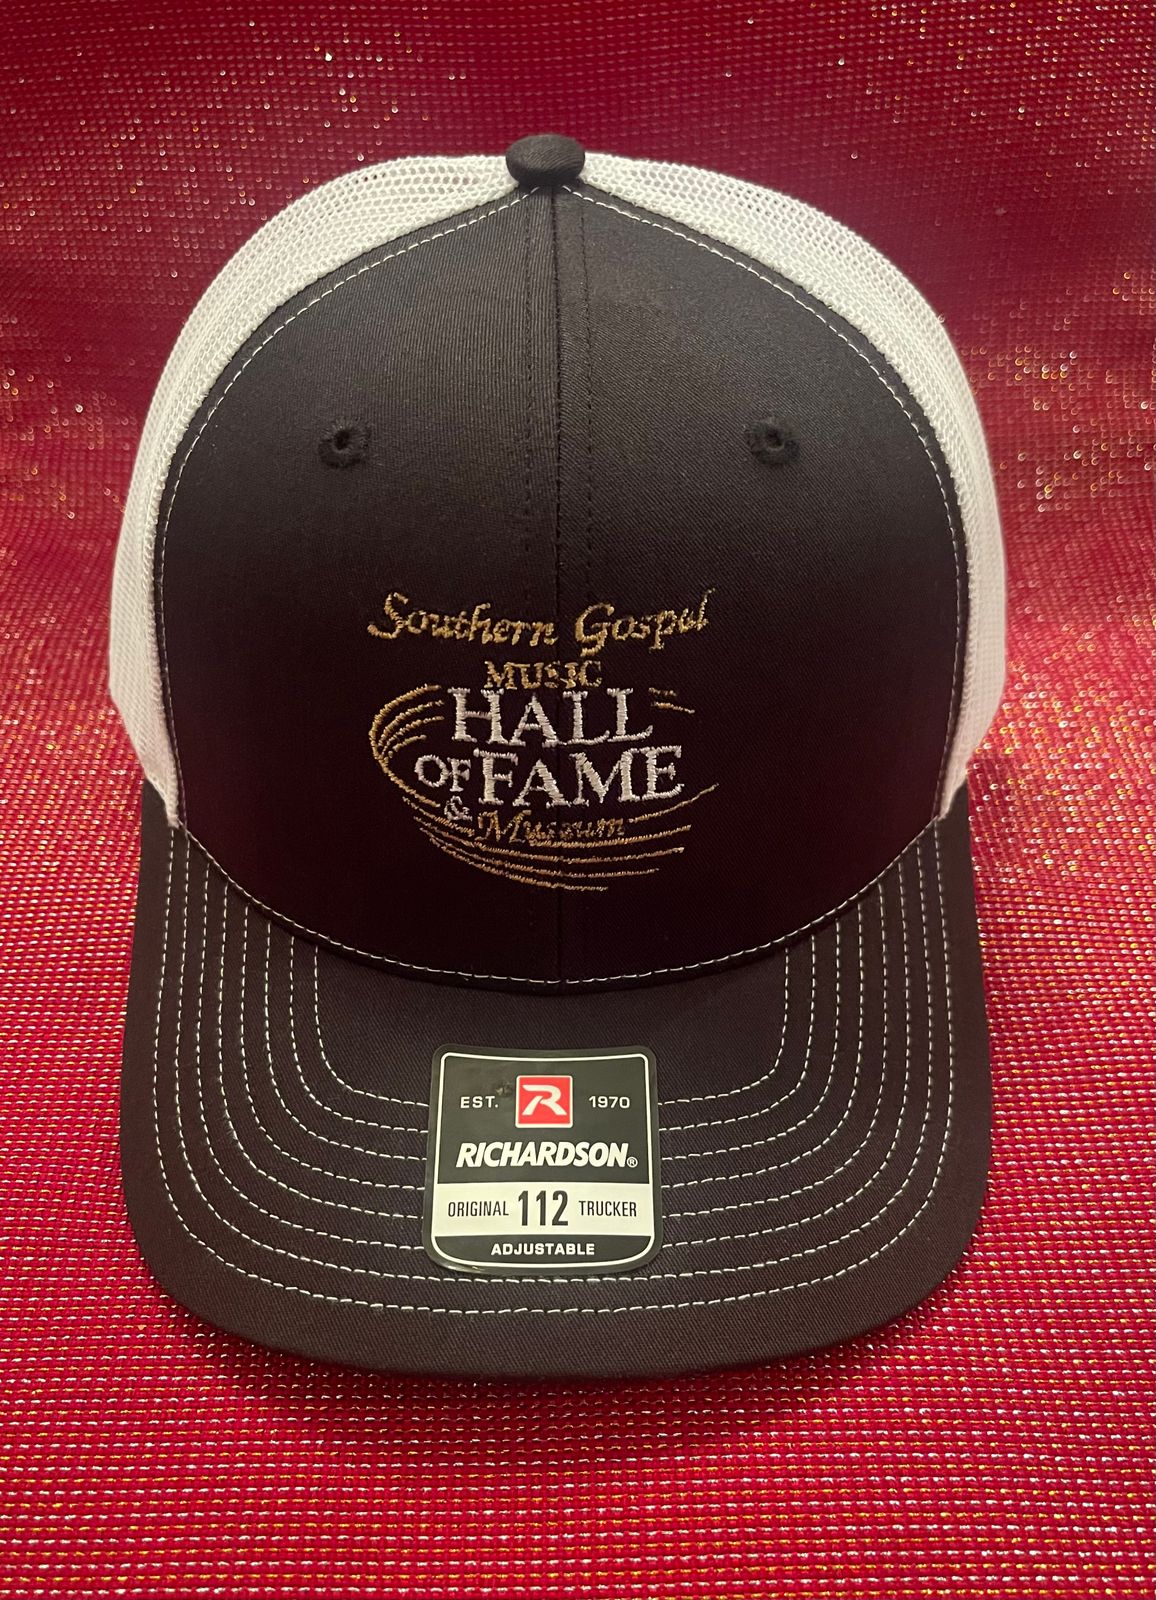 Southern Gospel
MUSIC
HALL
OF FAME
& Museum
EST. R 1970
RICHARDSON®
ORIGINAL 112 TRUCKER
ADJUSTABLE